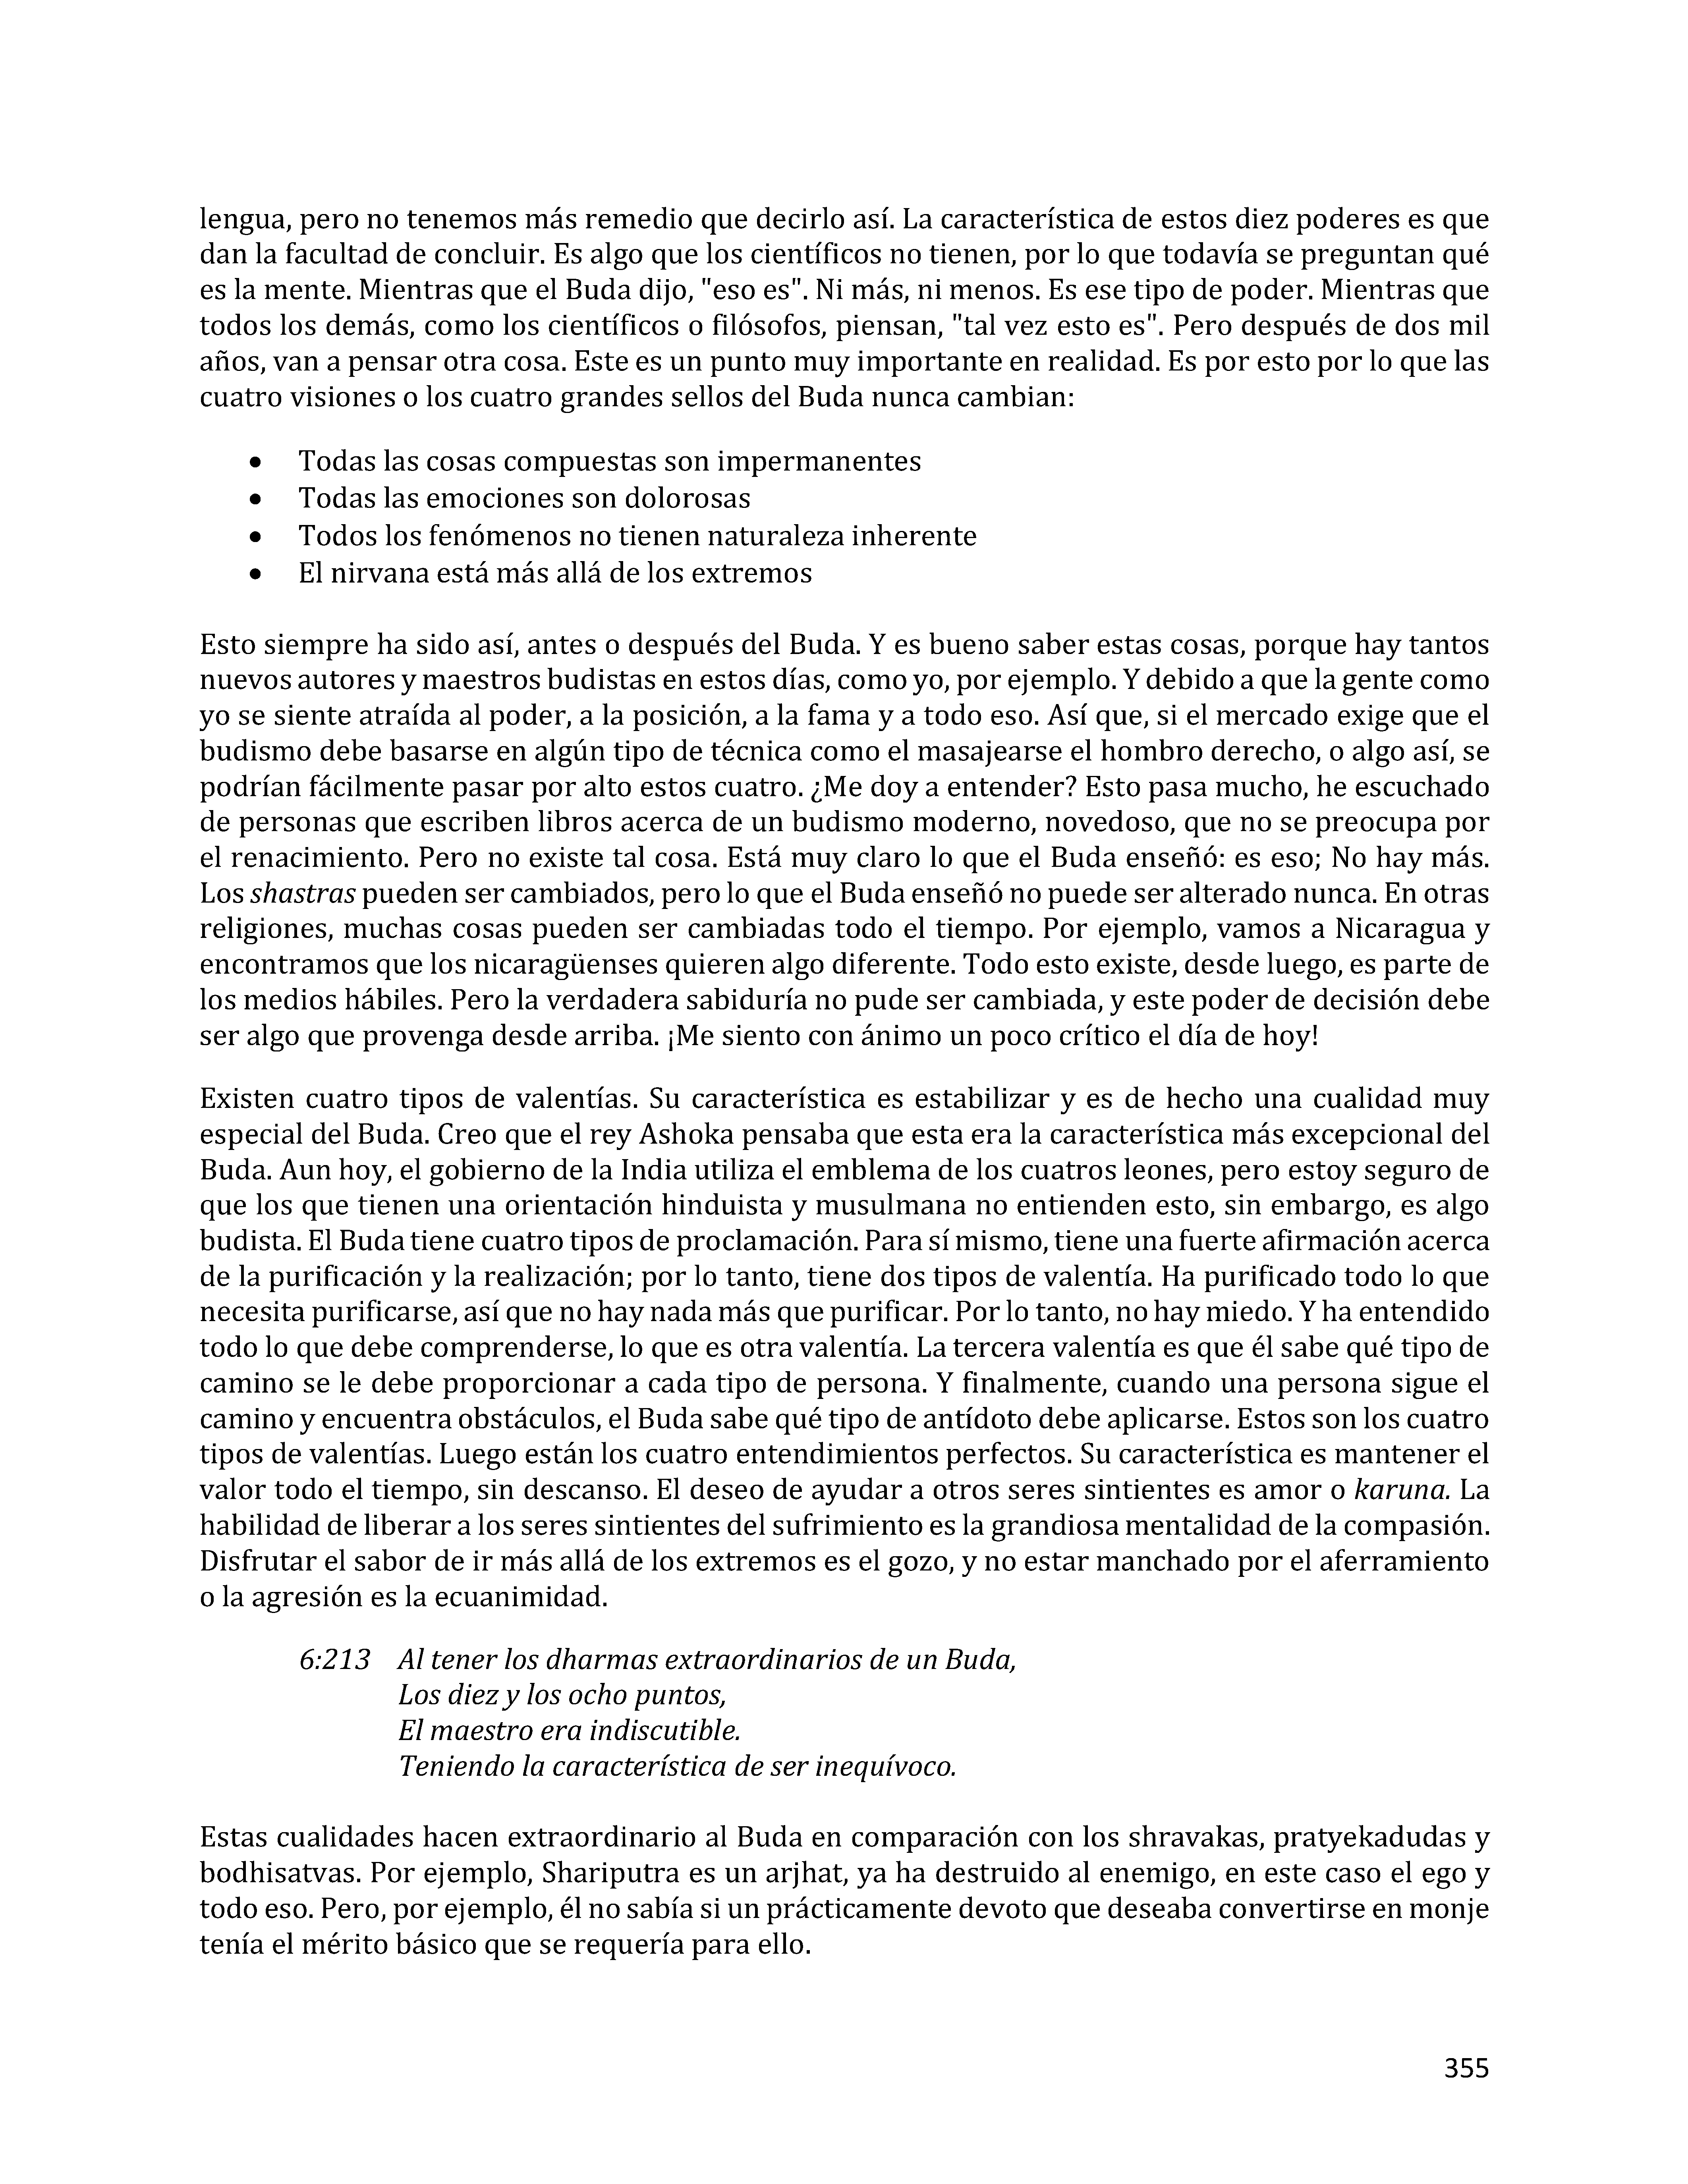 lengua, pero no tenemos más remedio que decirlo así. La característica de estos diez poderes es que
dan la facultad de concluir. Es algo que los científicos no tienen, por lo que todavía se preguntan qué
es la mente. Mientras que el Buda dijo, "eso es". Ni más, ni menos. Es ese tipo de poder. Mientras que
todos los demás, como los científicos o filósofos, piensan, "tal vez esto es". Pero después de dos mil
años, van a pensar otra cosa. Este es un punto muy importante en realidad. Es por esto por lo que las
cuatro visiones o los cuatro grandes sellos del Buda nunca cambian:
• Todas las cosas compuestas son impermanentes
• Todas las emociones son dolorosas
• Todos los fenómenos no tienen naturaleza inherente
• El nirvana está más allá de los extremos
Esto siempre ha sido así, antes o después del Buda. Y es bueno saber estas cosas, porque hay tantos
nuevos autores y maestros budistas en estos días, como yo, por ejemplo. Y debido a que la gente como
yo se siente atraída al poder, a la posición, a la fama y a todo eso. Así que, si el mercado exige que el
budismo debe basarse en algún tipo de técnica como el masajearse el hombro derecho, o algo así, se
podrían fácilmente pasar por alto estos cuatro. ¿Me doy a entender? Esto pasa mucho, he escuchado
de personas que escriben libros acerca de un budismo moderno, novedoso, que no se preocupa por
el renacimiento. Pero no existe tal cosa. Está muy claro lo que el Buda enseñó: es eso; No hay más.
Los shastras pueden ser cambiados, pero lo que el Buda enseñó no puede ser alterado nunca. En otras
religiones, muchas cosas pueden ser cambiadas todo el tiempo. Por ejemplo, vamos a Nicaragua y
encontramos que los nicaragüenses quieren algo diferente. Todo esto existe, desde luego, es parte de
los medios hábiles. Pero la verdadera sabiduría no pude ser cambiada, y este poder de decisión debe
ser algo que provenga desde arriba. ¡Me siento con ánimo un poco crítico el día de hoy!
Existen cuatro tipos de valentías. Su característica es estabilizar y es de hecho una cualidad muy
especial del Buda. Creo que el rey Ashoka pensaba que esta era la característica más excepcional del
Buda. Aun hoy, el gobierno de la India utiliza el emblema de los cuatros leones, pero estoy seguro de
que los que tienen una orientación hinduista y musulmana no entienden esto, sin embargo, es algo
budista. El Buda tiene cuatro tipos de proclamación. Para sí mismo, tiene una fuerte afirmación acerca
de la purificación y la realización; por lo tanto, tiene dos tipos de valentía. Ha purificado todo lo que
necesita purificarse, así que no hay nada más que purificar. Por lo tanto, no hay miedo. Y ha entendido
todo lo que debe comprenderse, lo que es otra valentía. La tercera valentía es que él sabe qué tipo de
camino se le debe proporcionar a cada tipo de persona. Y finalmente, cuando una persona sigue el
camino y encuentra obstáculos, el Buda sabe qué tipo de antídoto debe aplicarse. Estos son los cuatro
tipos de valentías. Luego están los cuatro entendimientos perfectos. Su característica es mantener el
valor todo el tiempo, sin descanso. El deseo de ayudar a otros seres sintientes es amor o karuna. La
habilidad de liberar a los seres sintientes del sufrimiento es la grandiosa mentalidad de la compasión.
Disfrutar el sabor de ir más allá de los extremos es el gozo, y no estar manchado por el aferramiento
o la agresión es la ecuanimidad.
6:213 Al tener los dharmas extraordinarios de un Buda,
Los diez y los ocho puntos,
El maestro era indiscutible.
Teniendo la característica de ser inequívoco.
Estas cualidades hacen extraordinario al Buda en comparación con los shravakas, pratyekadudas y
bodhisatvas. Por ejemplo, Shariputra es un arjhat, ya ha destruido al enemigo, en este caso el ego y
todo eso. Pero, por ejemplo, él no sabía si un prácticamente devoto que deseaba convertirse en monje
tenía el mérito básico que se requería para ello.
355